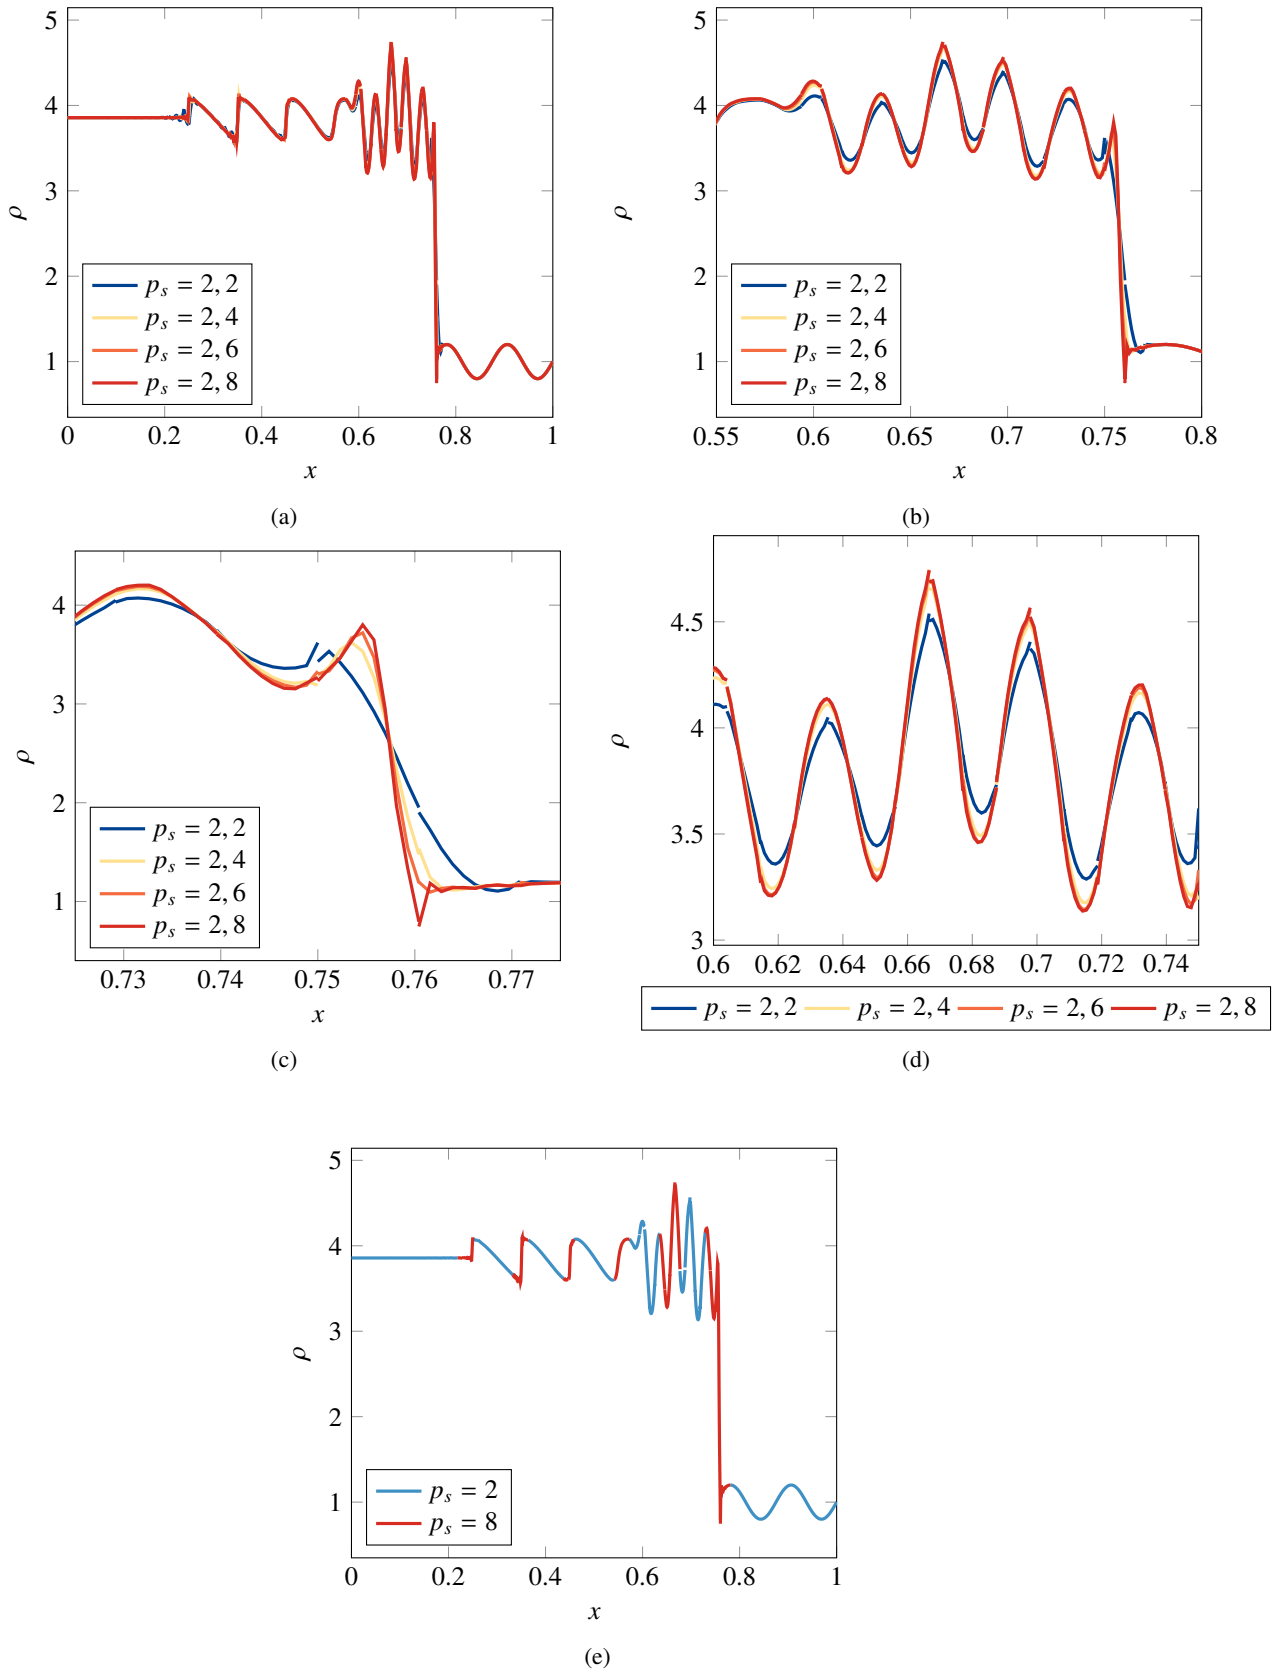 5
4
3
2
1
ρ
p_s = 2, 2
p_s = 2, 4
p_s = 2, 6
p_s = 2, 8
0 0.2 0.4 0.6 0.8 1
x
(a)
5
4
3
2
1
ρ
p_s = 2, 2
p_s = 2, 4
p_s = 2, 6
p_s = 2, 8
0.55 0.6 0.65 0.7 0.75 0.8
x
(b)
4
3
2
1
ρ
p_s = 2, 2
p_s = 2, 4
p_s = 2, 6
p_s = 2, 8
0.73 0.74 0.75 0.76 0.77
x
(c)
4.5
4
3.5
3
ρ
0.6 0.62 0.64 0.66 0.68 0.7 0.72 0.74
p_s = 2, 2 p_s = 2, 4 p_s = 2, 6 p_s = 2, 8
(d)
5
4
3
2
1
ρ
p_s = 2
p_s = 8
0 0.2 0.4 0.6 0.8 1
x
(e)